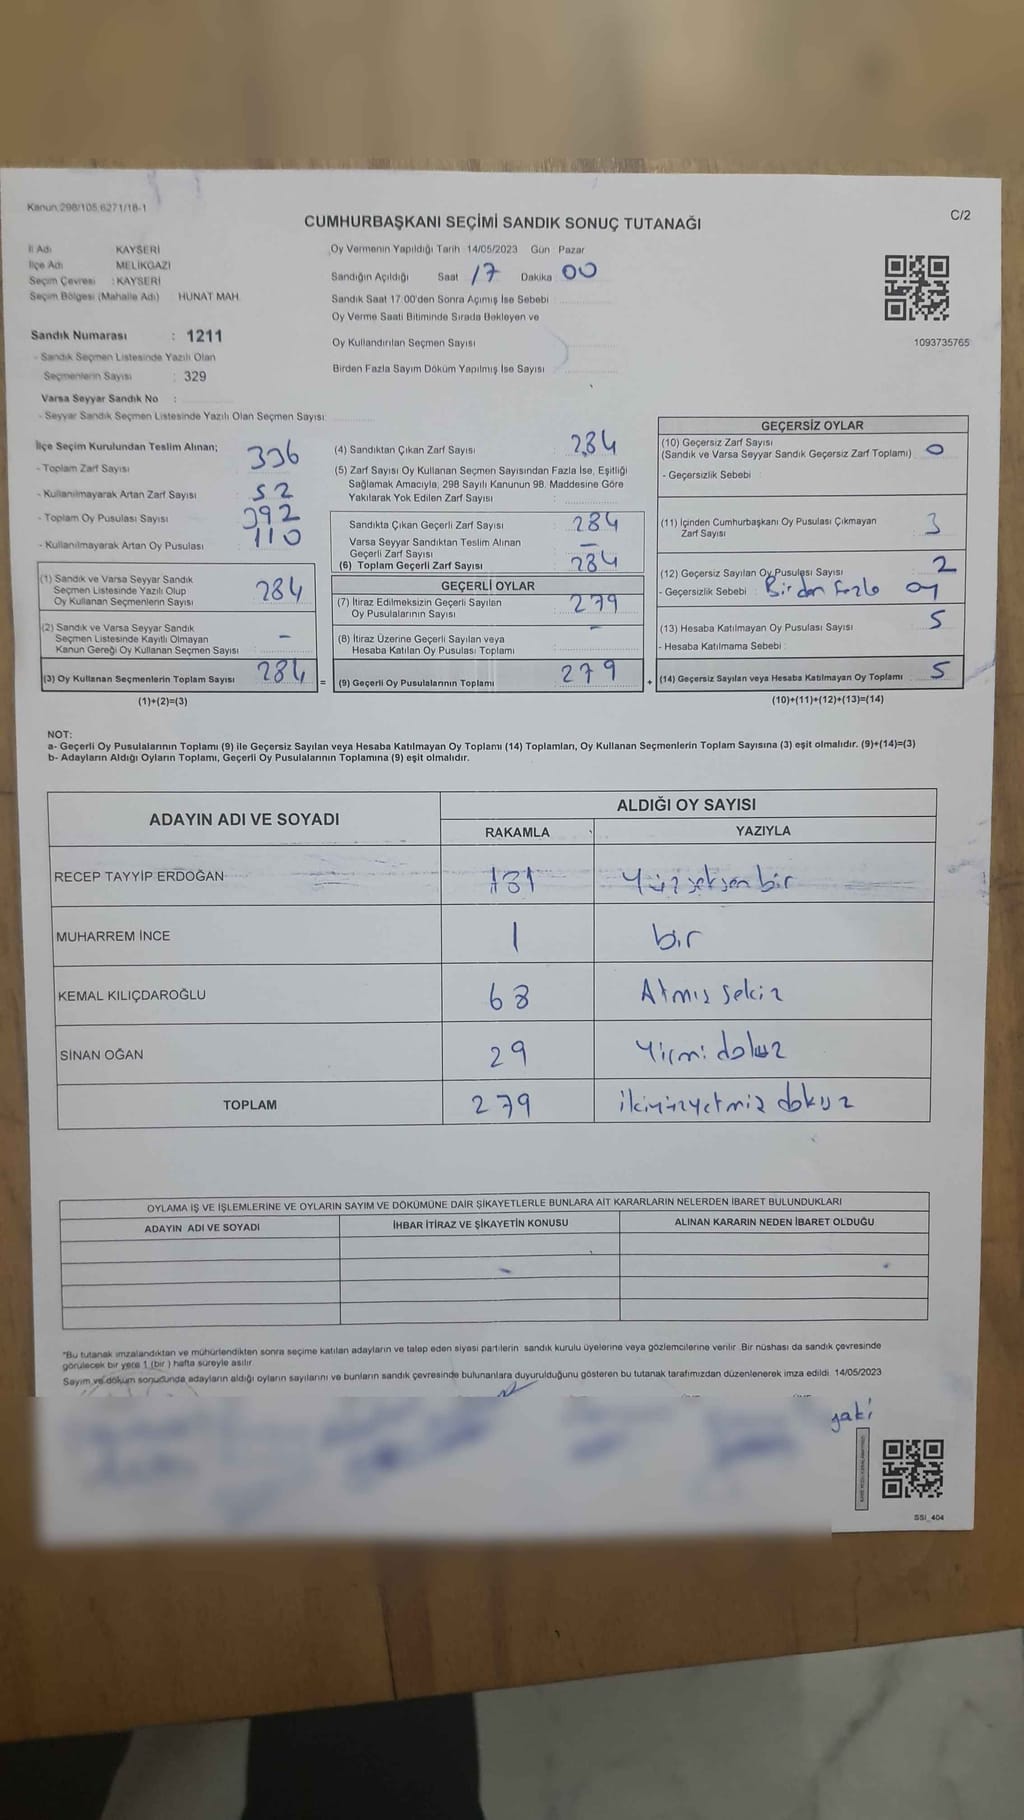 Kanun.298/105.6271/18-1
C/2
CUMHURBAŞKANI SEÇİMİ SANDIK SONUÇ TUTANAĞI
İl Adı KAYSERİ
İlçe Adı MELİKGAZİ
Seçim Çevresi : KAYSERİ
Seçim Bölgesi (Mahalle Adı) HUNAT MAH.
Sandık Numarası : 1211
- Sandık Seçmen Listesinde Yazılı Olan
Seçmenlerin Sayısı : 329
Varsa Seyyar Sandık No :
- Seyyar Sandık Seçmen Listesinde Yazılı Olan Seçmen Sayısı:
Oy Vermenin Yapıldığı Tarih 14/05/2023 Gün Pazar
Sandığın Açıldığı Saat 17 Dakika 00
Sandık Saat 17:00'den Sonra Açımış İse Sebebi
Oy Verme Saati Bitiminde Sırada Bekleyen ve
Oy Kullandırılan Seçmen Sayısı
Birden Fazla Sayım Döküm Yapılmış İse Sayısı
1093735765
İlçe Seçim Kurulundan Teslim Alınan;
- Toplam Zarf Sayısı 336
- Kullanılmayarak Artan Zarf Sayısı 52
- Toplam Oy Pusulası Sayısı 392
- Kullanılmayarak Artan Oy Pusulası 110
(1) Sandık ve Varsa Seyyar Sandık
Seçmen Listesinde Yazılı Olup
Oy Kullanan Seçmenlerin Sayısı 284
(2) Sandık ve Varsa Seyyar Sandık
Seçmen Listesinde Kayıtlı Olmayan
Kanun Gereği Oy Kullanan Seçmen Sayısı -
(3) Oy Kullanan Seçmenlerin Toplam Sayısı 284 =
(1)+(2)=(3)
(4) Sandıktan Çıkan Zarf Sayısı 284
(5) Zarf Sayısı Oy Kullanan Seçmen Sayısından Fazla İse, Eşitliği
Sağlamak Amacıyla, 298 Sayılı Kanunun 98. Maddesine Göre
Yakılarak Yok Edilen Zarf Sayısı :
Sandıkta Çıkan Geçerli Zarf Sayısı 284
Varsa Seyyar Sandıktan Teslim Alınan
Geçerli Zarf Sayısı -
(6) Toplam Geçerli Zarf Sayısı 284
GEÇERLİ OYLAR
(7) İtiraz Edilmeksizin Geçerli Sayılan
Oy Pusulalarının Sayısı 279
(8) İtiraz Üzerine Geçerli Sayılan veya
Hesaba Katılan Oy Pusulası Toplamı -
(9) Geçerli Oy Pusulalarının Toplamı 279 +
GEÇERSİZ OYLAR
(10) Geçersiz Zarf Sayısı
(Sandık ve Varsa Seyyar Sandık Geçersiz Zarf Toplamı) 0
- Geçersizlik Sebebi :
(11) İçinden Cumhurbaşkanı Oy Pusulası Çıkmayan
Zarf Sayısı 3
(12) Geçersiz Sayılan Oy Pusulası Sayısı 2
- Geçersizlik Sebebi : Birden fazla oy
(13) Hesaba Katılmayan Oy Pusulası Sayısı 5
- Hesaba Katılmama Sebebi :
(14) Geçersiz Sayılan veya Hesaba Katılmayan Oy Toplamı 5
(10)+(11)+(12)+(13)=(14)
NOT:
a- Geçerli Oy Pusulalarının Toplamı (9) ile Geçersiz Sayılan veya Hesaba Katılmayan Oy Toplamı (14) Toplamları, Oy Kullanan Seçmenlerin Toplam Sayısına (3) eşit olmalıdır. (9)+(14)=(3)
b- Adayların Aldığı Oyların Toplamı, Geçerli Oy Pusulalarının Toplamına (9) eşit olmalıdır.
ADAYIN ADI VE SOYADI ALDIĞI OY SAYISI
RAKAMLA YAZIYLA
RECEP TAYYİP ERDOĞAN 181 Yüzseksen bir
MUHARREM İNCE 1 bir
KEMAL KILIÇDAROĞLU 68 Atmış sekiz
SİNAN OĞAN 29 Yirmi dokuz
TOPLAM 279 ikiyüzyetmiz dokuz
OYLAMA İŞ VE İŞLEMLERİNE VE OYLARIN SAYIM VE DÖKÜMÜNE DAİR ŞİKAYETLERLE BUNLARA AİT KARARLARIN NELERDEN İBARET BULUNDUKLARI
ADAYIN ADI VE SOYADI İHBAR İTİRAZ VE ŞİKAYETİN KONUSU ALINAN KARARIN NEDEN İBARET OLDUĞU
"Bu tutanak imzalandıktan ve mühürlendikten sonra seçime katılan adayların ve talep eden siyasi partilerin sandık kurulu üyelerine veya gözlemcilerine verilir. Bir nüshası da sandık çevresinde
görülecek bir yere 1 (bir) hafta süreyle asılır.
Sayım ve döküm sonucunda adayların aldığı oyların sayılarını ve bunların sandık çevresinde bulunanlara duyurulduğunu gösteren bu tutanak tarafımızdan düzenlenerek imza edildi. 14/05/2023
SSI_404